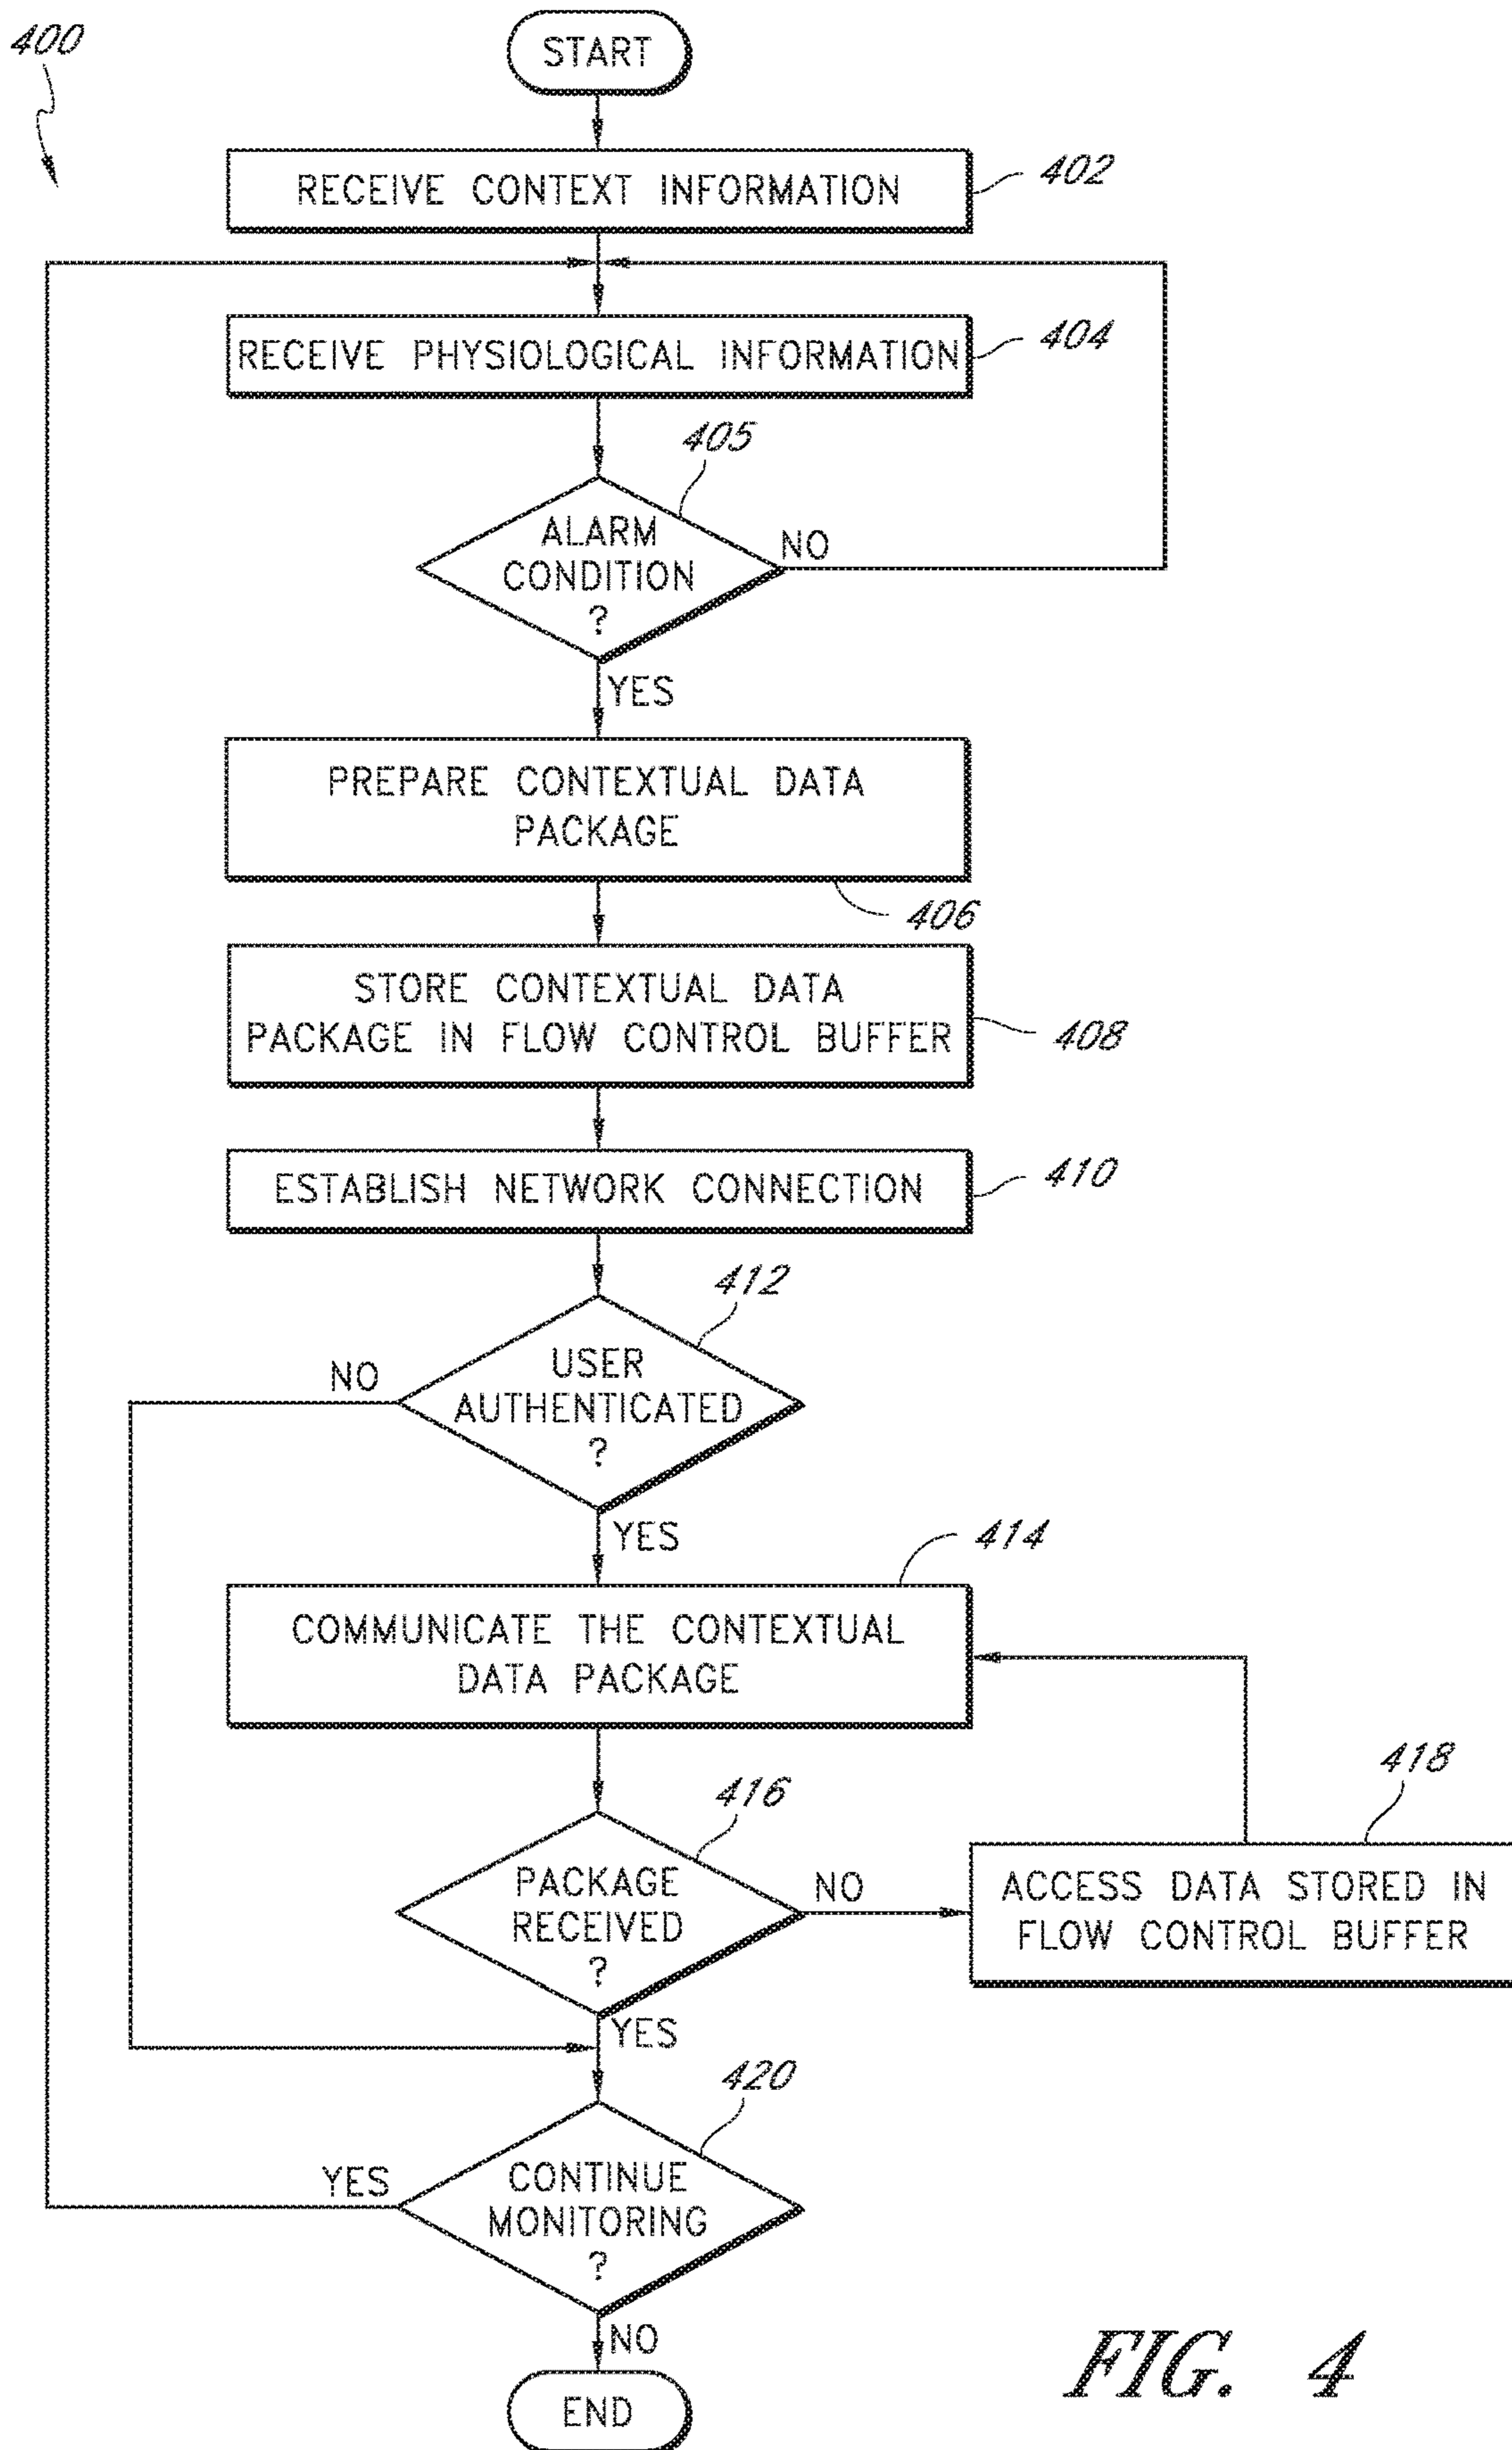 400
START
RECEIVE CONTEXT INFORMATION
402
RECEIVE PHYSIOLOGICAL INFORMATION
404
405
ALARM
CONDITION
?
NO
YES
PREPARE CONTEXTUAL DATA
PACKAGE
406
STORE CONTEXTUAL DATA
PACKAGE IN FLOW CONTROL BUFFER
408
ESTABLISH NETWORK CONNECTION
410
412
USER
AUTHENTICATED
?
NO
YES
414
COMMUNICATE THE CONTEXTUAL
DATA PACKAGE
416
PACKAGE
RECEIVED
?
NO
418
ACCESS DATA STORED IN
FLOW CONTROL BUFFER
YES
420
CONTINUE
MONITORING
?
YES
NO
END
FIG. 4